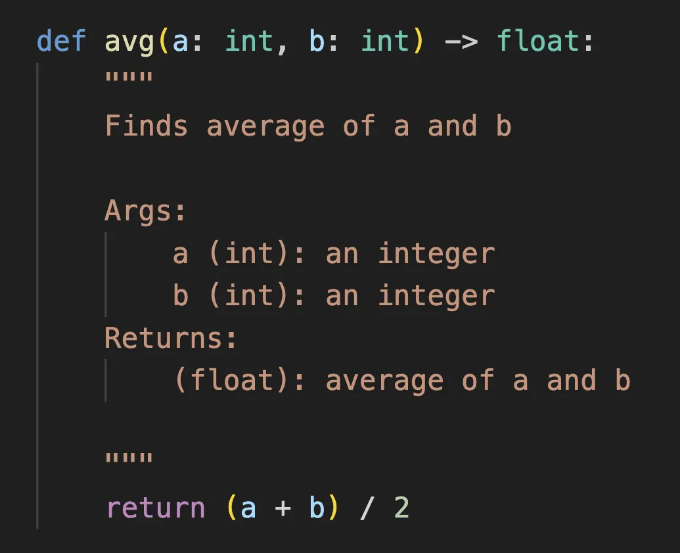 def avg(a: int, b: int) -> float:
    """
    Finds average of a and b

    Args:
        a (int): an integer
        b (int): an integer
    Returns:
        (float): average of a and b

    """
    return (a + b) / 2